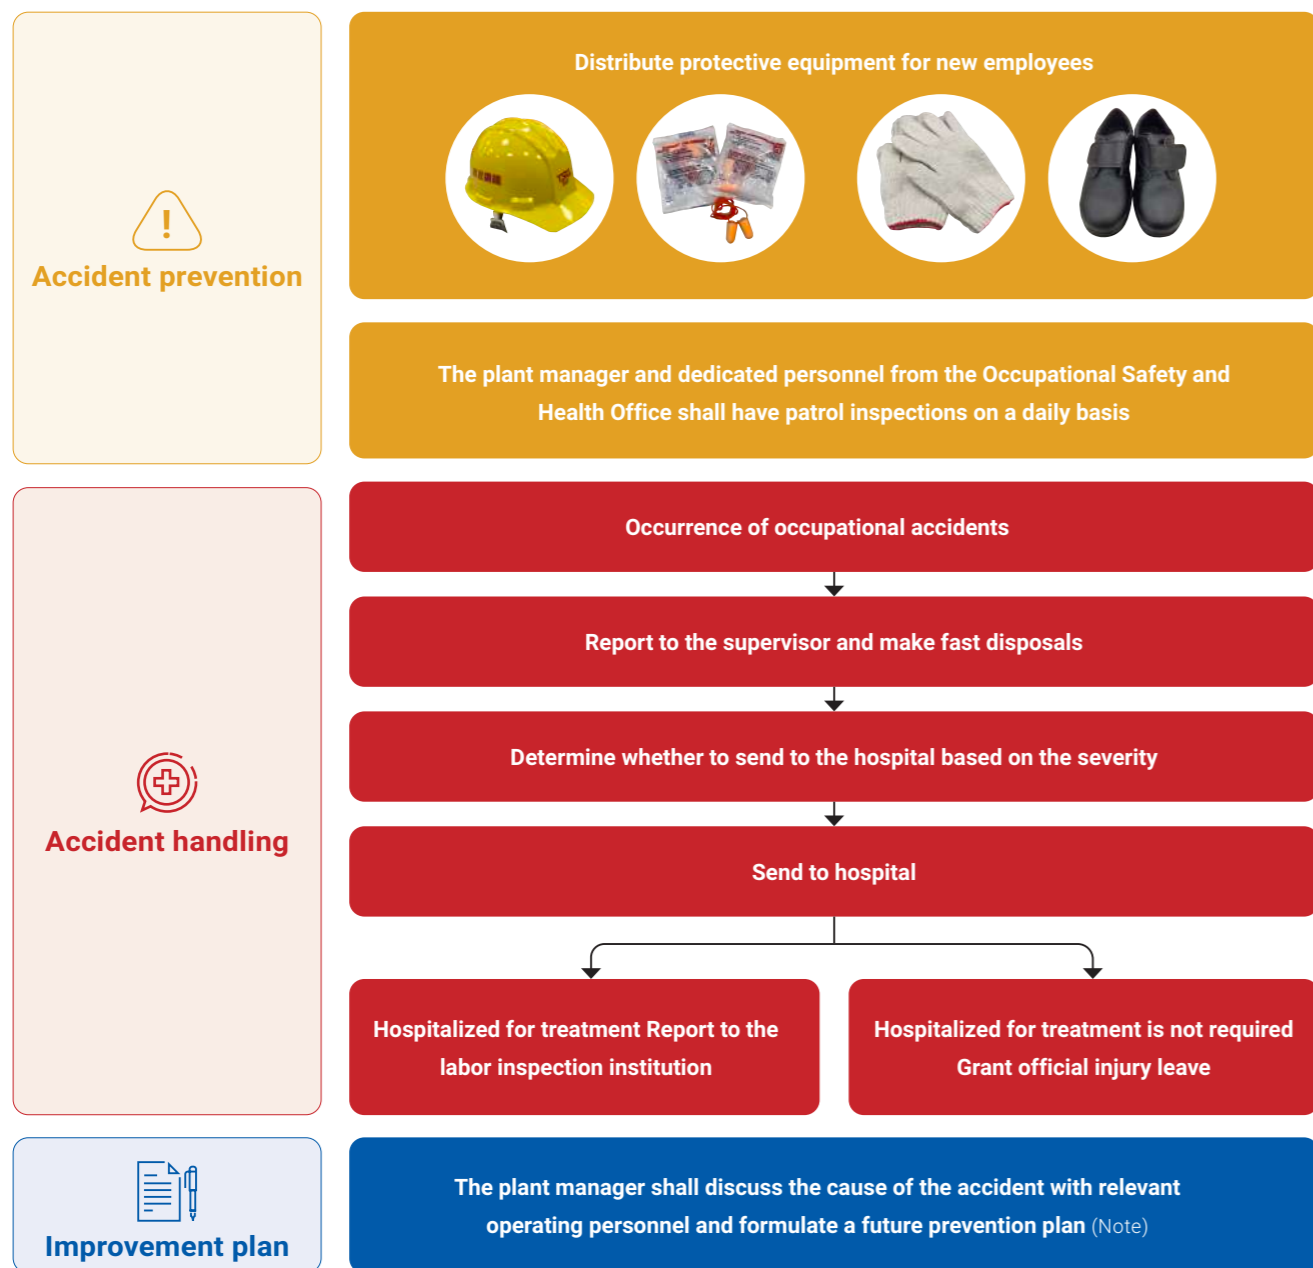 Accident prevention
Distribute protective equipment for new employees
The plant manager and dedicated personnel from the Occupational Safety and
Health Office shall have patrol inspections on a daily basis
Accident handling
Occurrence of occupational accidents
Report to the supervisor and make fast disposals
Determine whether to send to the hospital based on the severity
Send to hospital
Hospitalized for treatment Report to the
labor inspection institution
Hospitalized for treatment is not required
Grant official injury leave
Improvement plan
The plant manager shall discuss the cause of the accident with relevant
operating personnel and formulate a future prevention plan (Note)